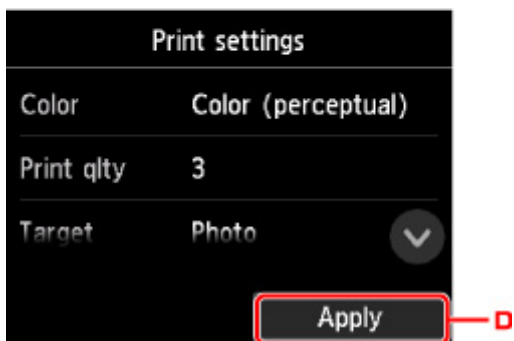 Print settings
Color Color (perceptual)
Print qlty 3
Target Photo
Apply D